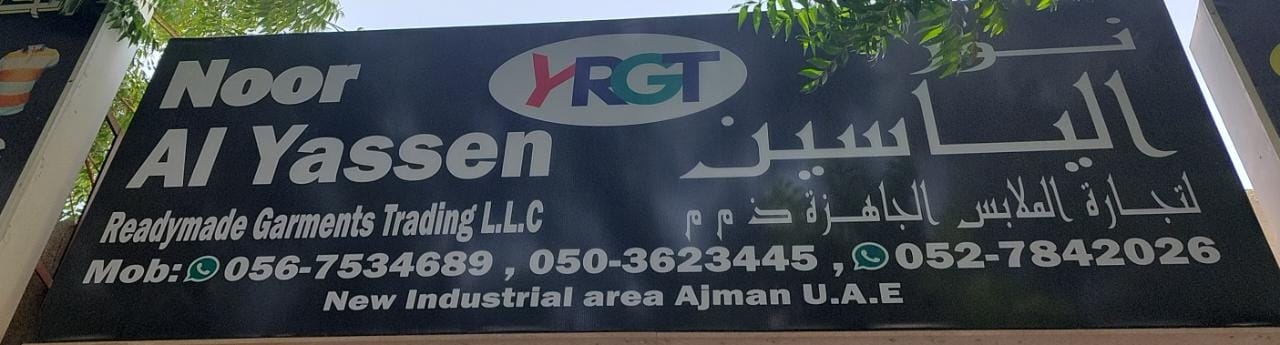 YRGT
Noor
Al Yassen
Readymade Garments Trading L.L.C
نور
الياسين
لتجارة الملابس الجاهزة ذ م م
Mob: 056-7534689 , 050-3623445 , 052-7842026
New Industrial area Ajman U.A.E